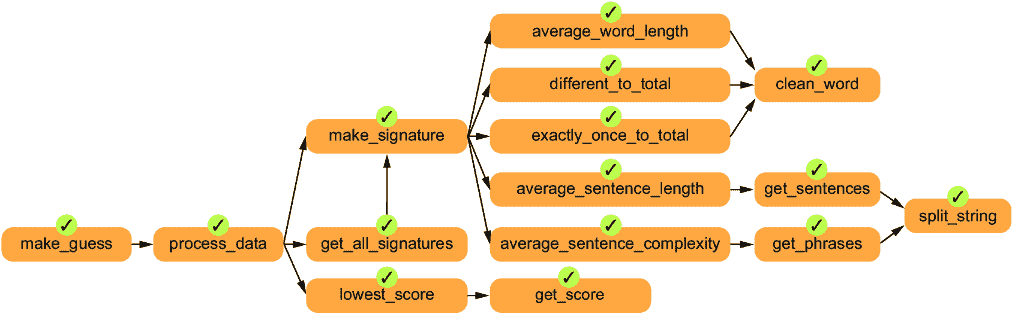 average_word_length
different_to_total
clean_word
make_signature
exactly_once_to_total
average_sentence_length
get_sentences
split_string
make_guess
process_data
get_all_signatures
average_sentence_complexity
get_phrases
lowest_score
get_score